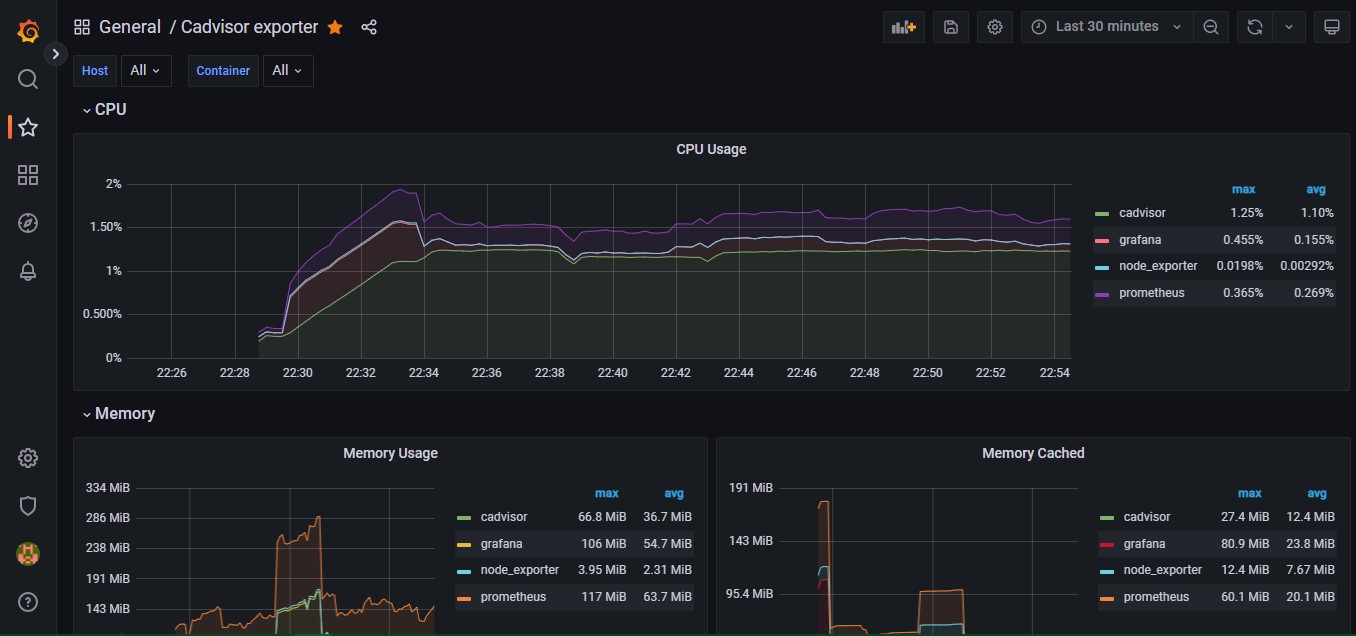 General / Cadvisor exporter
Last 30 minutes
Host All Container All
CPU
CPU Usage
2%
1.50%
1%
0.500%
0%
22:26 22:28 22:30 22:32 22:34 22:36 22:38 22:40 22:42 22:44 22:46 22:48 22:50 22:52 22:54
max avg
cadvisor 1.25% 1.10%
grafana 0.455% 0.155%
node_exporter 0.0198% 0.00292%
prometheus 0.365% 0.269%
Memory
Memory Usage
334 MiB
286 MiB
238 MiB
191 MiB
143 MiB
max avg
cadvisor 66.8 MiB 36.7 MiB
grafana 106 MiB 54.7 MiB
node_exporter 3.95 MiB 2.31 MiB
prometheus 117 MiB 63.7 MiB
Memory Cached
191 MiB
143 MiB
95.4 MiB
max avg
cadvisor 27.4 MiB 12.4 MiB
grafana 80.9 MiB 23.8 MiB
node_exporter 12.4 MiB 7.67 MiB
prometheus 60.1 MiB 20.1 MiB